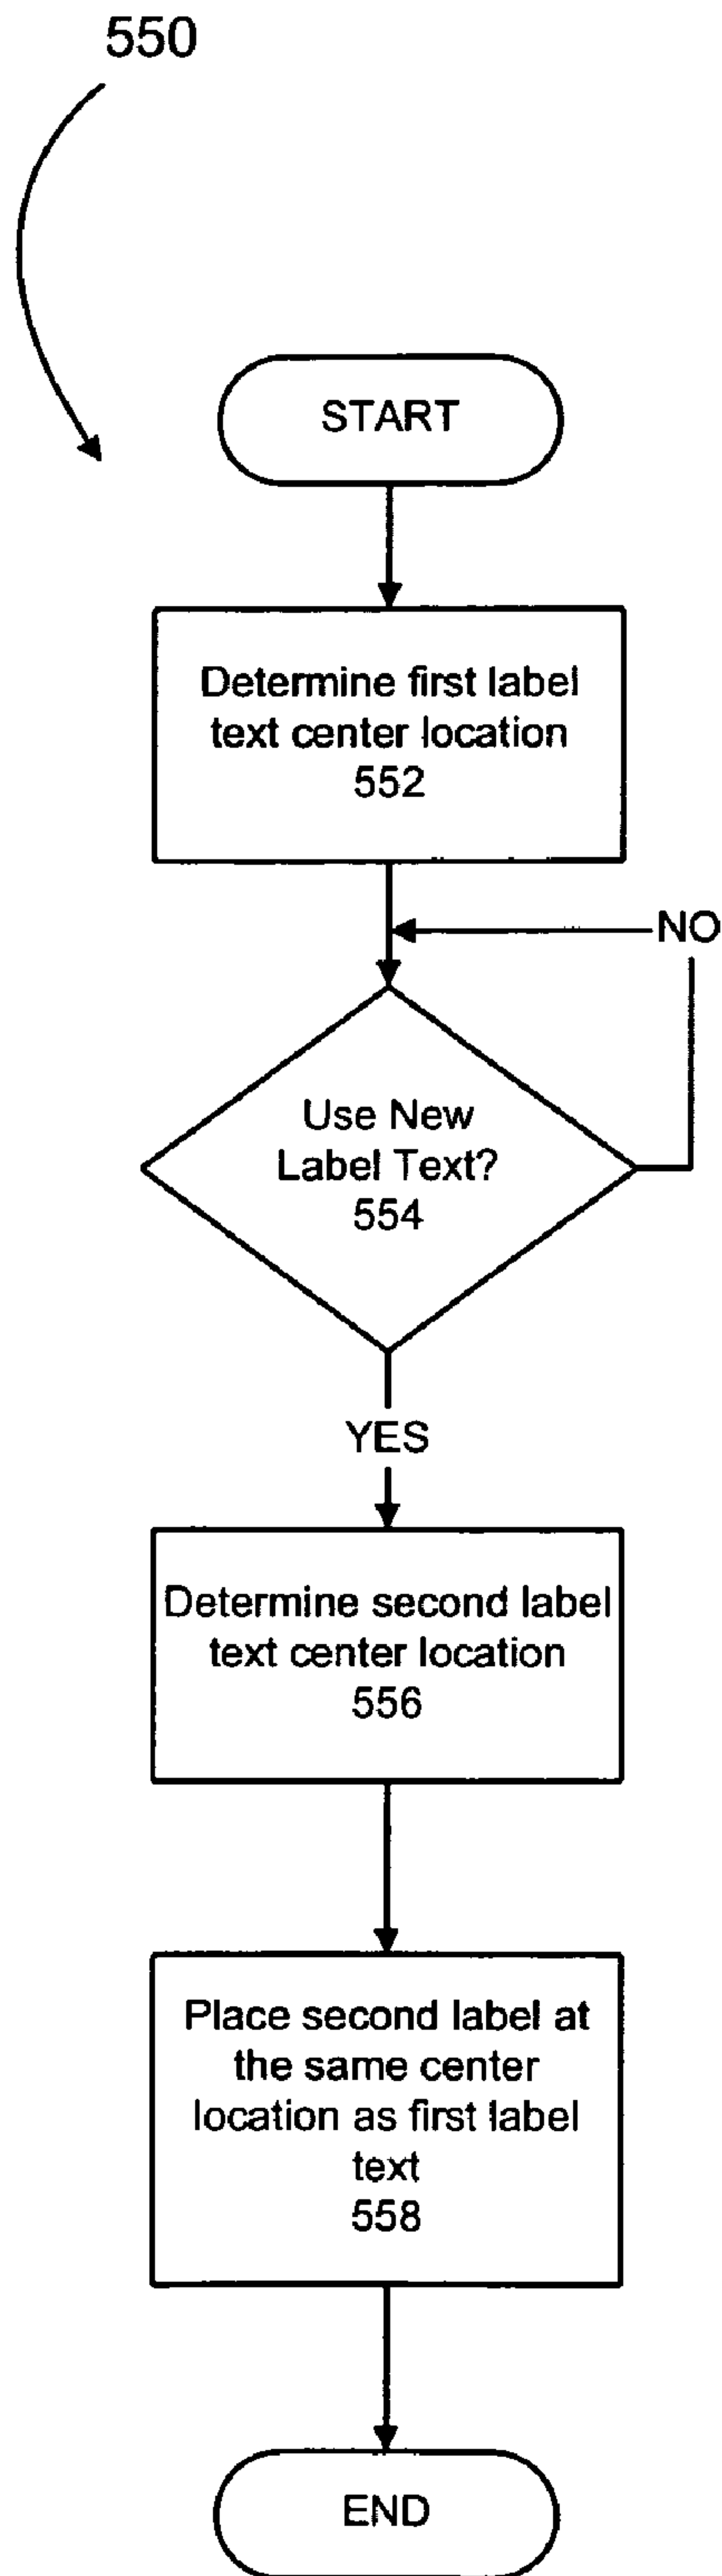 550
START
Determine first label
text center location
552
NO
Use New
Label Text?
554
YES
Determine second label
text center location
556
Place second label at
the same center
location as first label
text
558
END